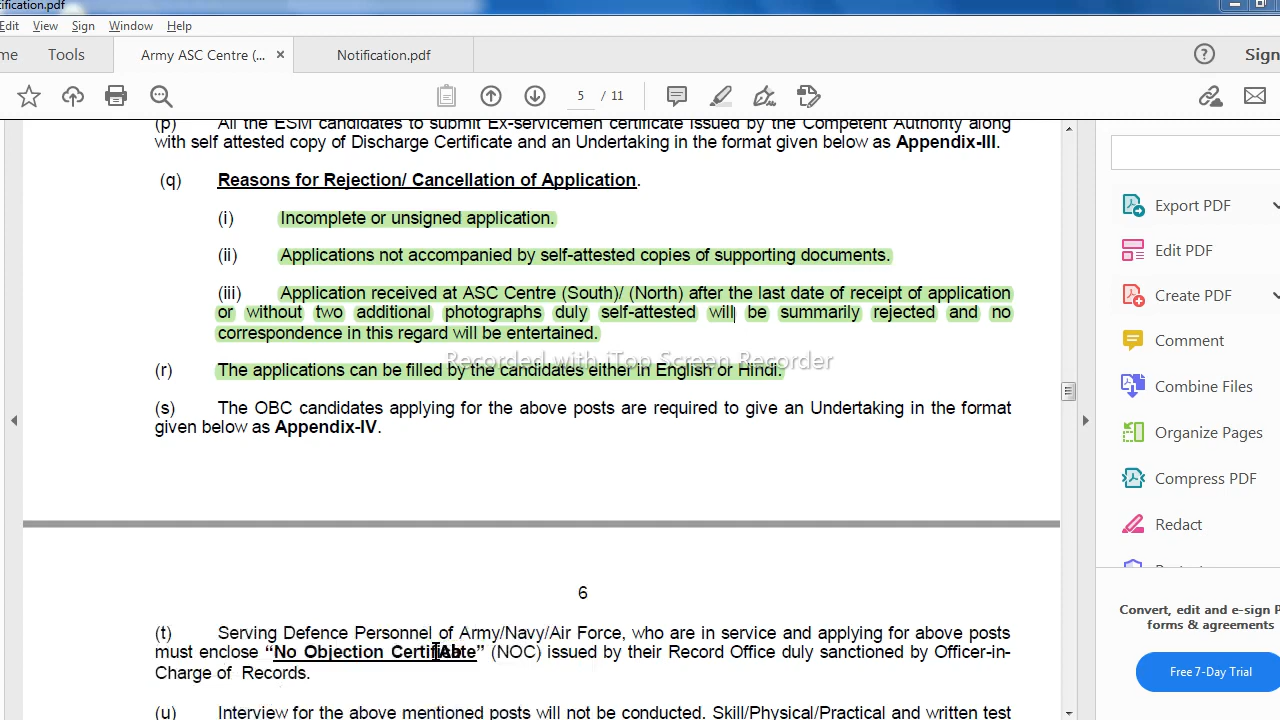 tification.pdf
Edit View Sign Window Help
me Tools Army ASC Centre (... × Notification.pdf Sign
5 / 11
(p) All the ESM candidates to submit Ex-servicemen certificate issued by the Competent Authority along
with self attested copy of Discharge Certificate and an Undertaking in the format given below as Appendix-III.
(q) Reasons for Rejection/ Cancellation of Application.
(i) Incomplete or unsigned application.
(ii) Applications not accompanied by self-attested copies of supporting documents.
(iii) Application received at ASC Centre (South)/ (North) after the last date of receipt of application
or without two additional photographs duly self-attested will be summarily rejected and no
correspondence in this regard will be entertained.
Recorded with iTop Screen Recorder
(r) The applications can be filled by the candidates either in English or Hindi.
(s) The OBC candidates applying for the above posts are required to give an Undertaking in the format
given below as Appendix-IV.
6
(t) Serving Defence Personnel of Army/Navy/Air Force, who are in service and applying for above posts
must enclose “No Objection Certificate” (NOC) issued by their Record Office duly sanctioned by Officer-in-
Charge of Records.
(u) Interview for the above mentioned posts will not be conducted. Skill/Physical/Practical and written test
Export PDF
Edit PDF
Create PDF
Comment
Combine Files
Organize Pages
Compress PDF
Redact
Convert, edit and e-sign P
forms & agreements
Free 7-Day Trial